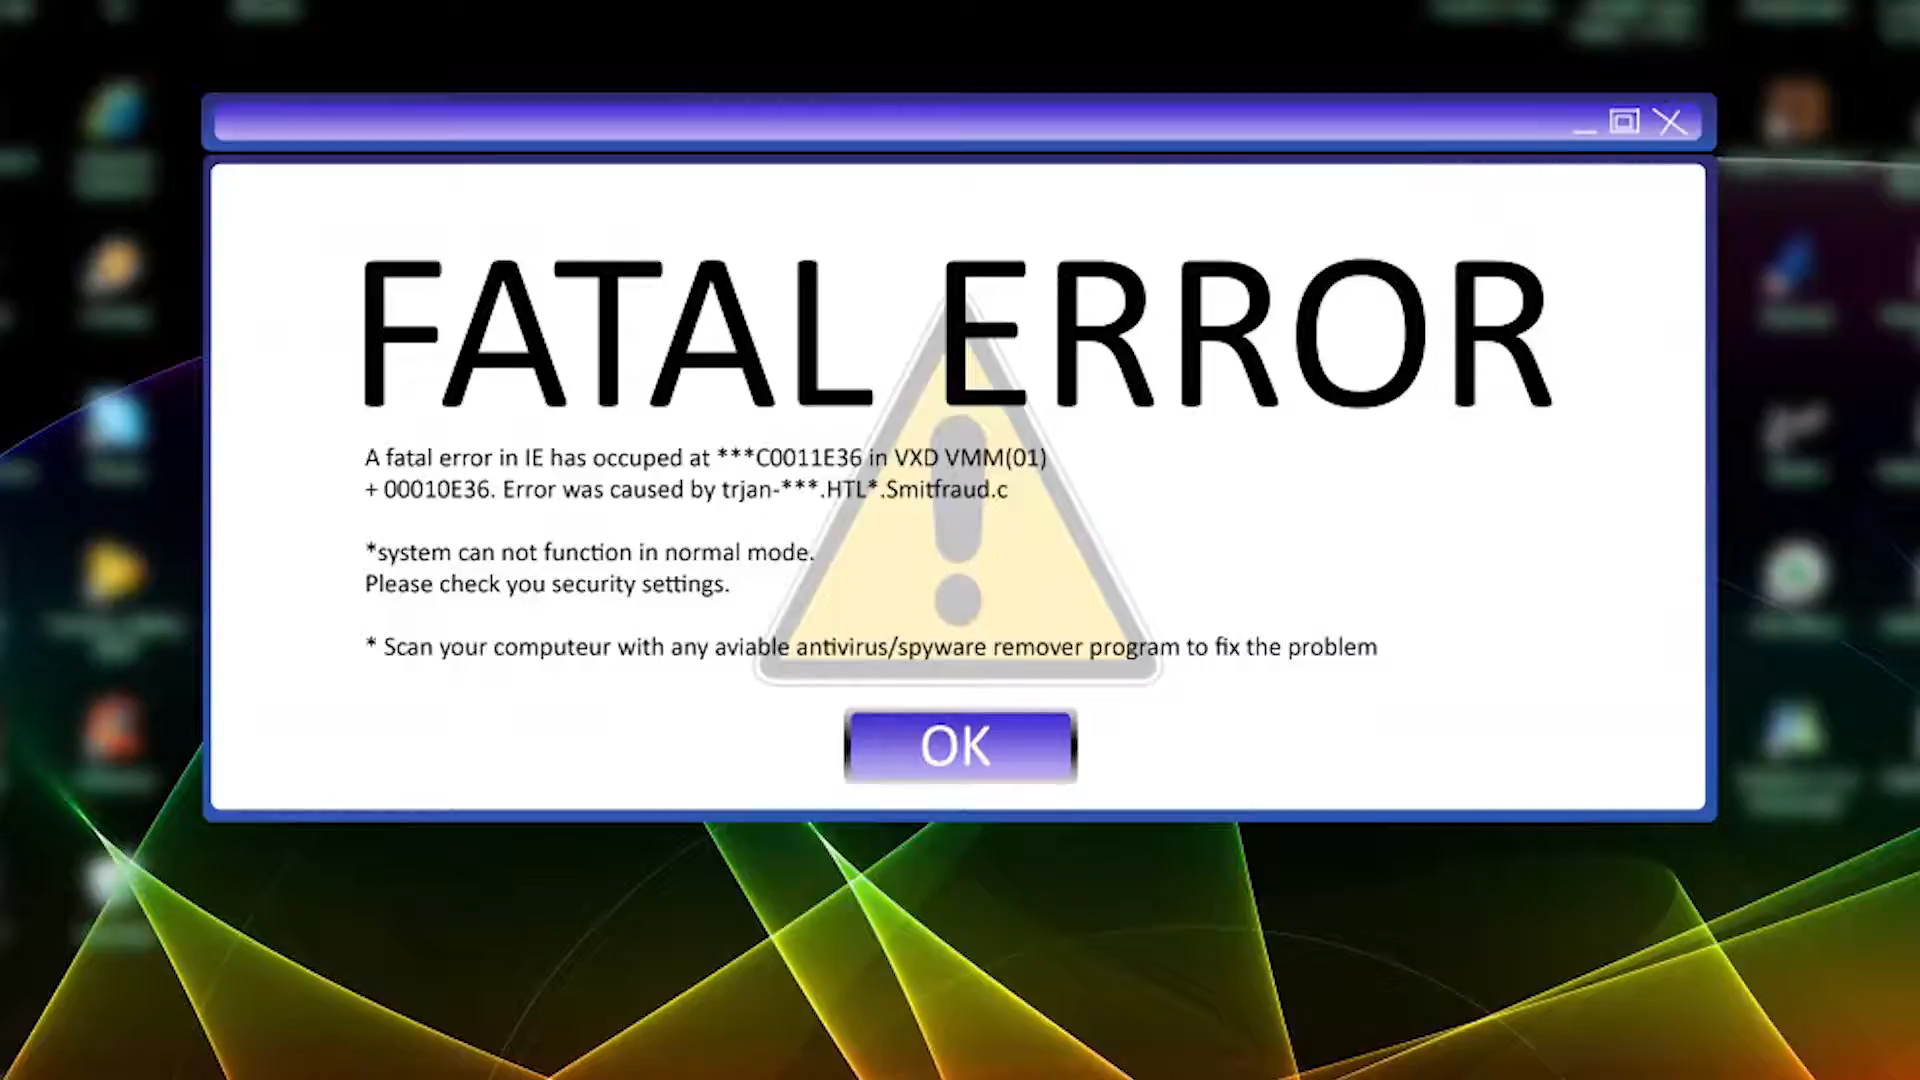 FATAL ERROR
A fatal error in IE has occuped at ***C0011E36 in VXD VMM(01)
+ 00010E36. Error was caused by trjan-***.HTL*.Smitfraud.c
*system can not function in normal mode.
Please check you security settings.
* Scan your computeur with any aviable antivirus/spyware remover program to fix the problem
OK